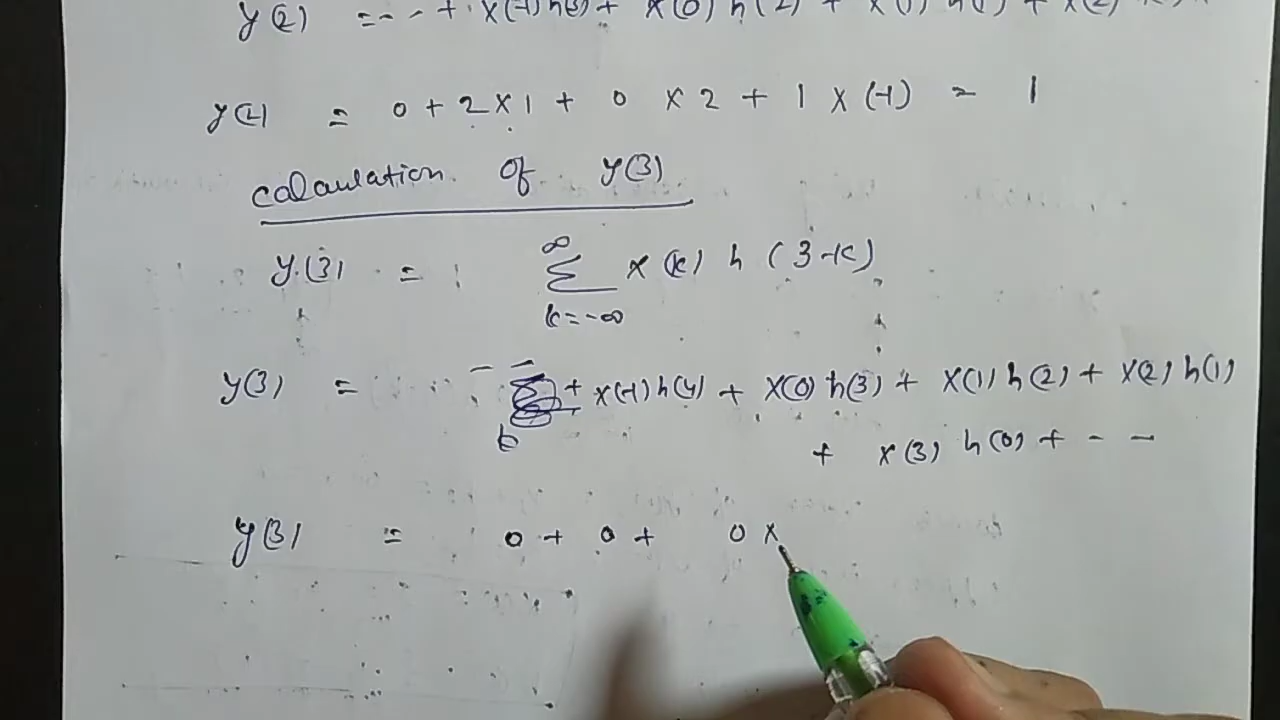 y(2) = - - + x(-1) h(3) + x(0) h(2) + x(1) h(1) + x(2)
y(2) = 0 + 2 x 1 + 0 x 2 + 1 x (-1) = 1
calculation of y(3)
y(3) = ∞ Σ k=-∞ x(k) h(3-k)
y(3) = - - + x(-1) h(4) + x(0) h(3) + x(1) h(2) + x(2) h(1)
+ x(3) h(0) + - -
y(3) = 0 + 0 + 0 x